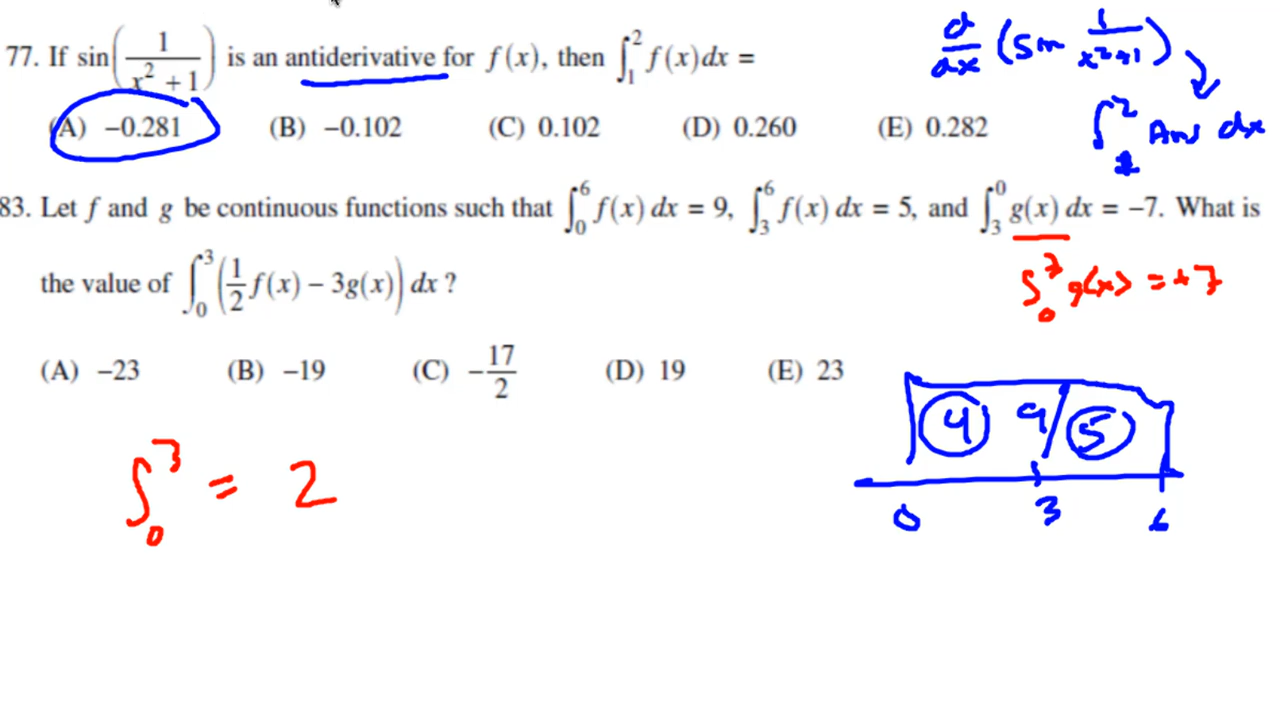 77. If sin(1/(x² + 1)) is an antiderivative for f(x), then ∫₁² f(x)dx =
d/dx (sin 1/(x²+1))
(A) −0.281 (B) −0.102 (C) 0.102 (D) 0.260 (E) 0.282
∫₁² Ans dx
83. Let f and g be continuous functions such that ∫₀⁶ f(x) dx = 9, ∫₃⁶ f(x) dx = 5, and ∫₃⁰ g(x) dx = −7. What is
the value of ∫₀³ (1/2 f(x) − 3g(x)) dx ?
∫₀³ g(x) = +7
(A) −23 (B) −19 (C) −17/2 (D) 19 (E) 23
4 9 / 5
0 3 6
∫₀³ = 2